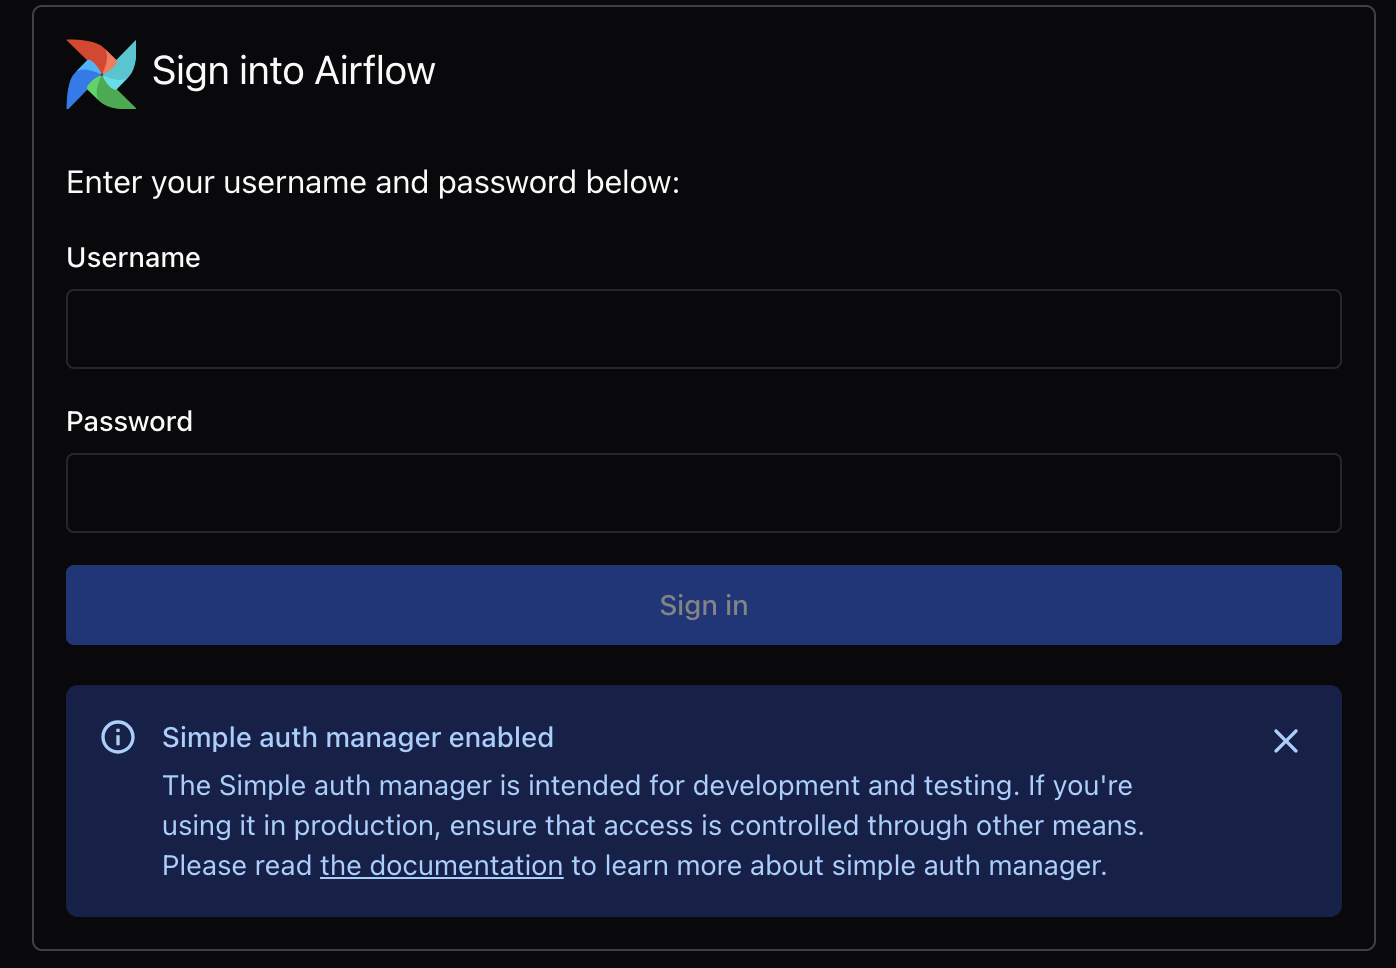 Sign into Airflow
Enter your username and password below:
Username
Password
Sign in
Simple auth manager enabled
The Simple auth manager is intended for development and testing. If you're
using it in production, ensure that access is controlled through other means.
Please read the documentation to learn more about simple auth manager.